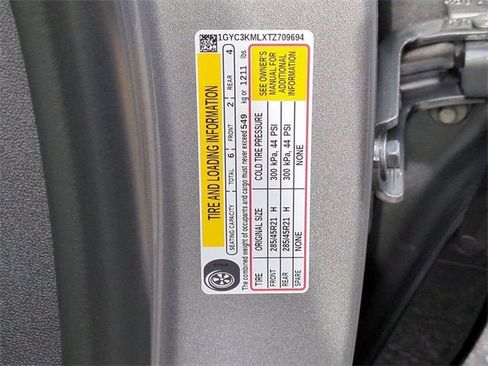 1GYC3KMLXTZ709694
TIRE AND LOADING INFORMATION
SEATING CAPACITY TOTAL 6 FRONT 2 REAR 4
The combined weight of occupants and cargo must never exceed 549 kg or 1211 lbs.
TIRE ORIGINAL SIZE COLD TIRE PRESSURE
FRONT 285/45R21 H 300 kPa, 44 PSI
REAR 285/45R21 H 300 kPa, 44 PSI
SPARE NONE NONE
SEE OWNER'S
MANUAL FOR
ADDITIONAL
INFORMATION